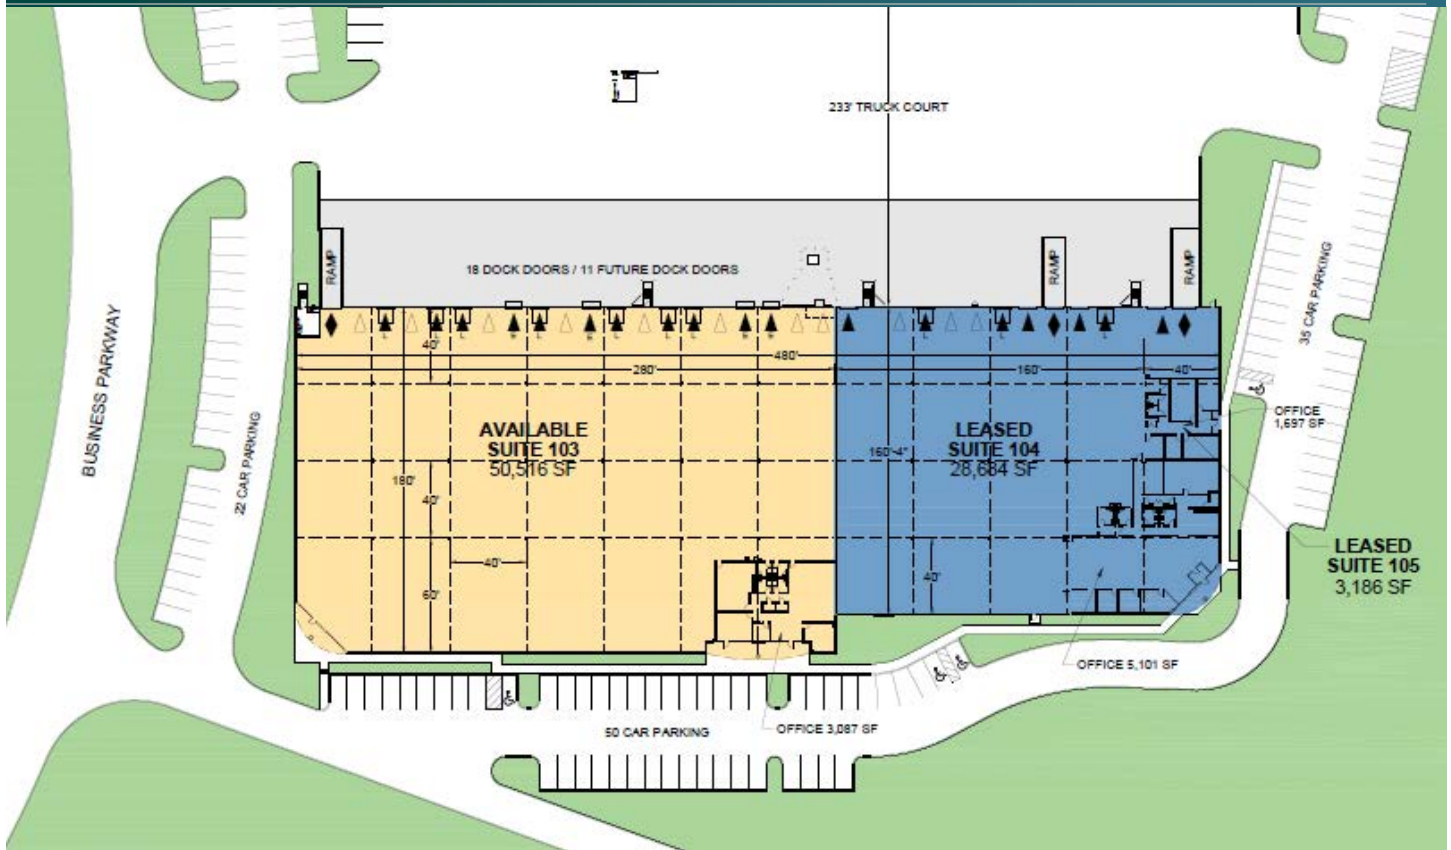 233' TRUCK COURT
RAMP
18 DOCK DOORS / 11 FUTURE DOCK DOORS
RAMP
RAMP
35 CAR PARKING
BUSINESS PARKWAY
22 CAR PARKING
L
L
L
L
L
L
L
L
L
L
40'
480'
280'
160'
40'
AVAILABLE
SUITE 103
50,516 SF
LEASED
SUITE 104
28,684 SF
OFFICE
1,697 SF
160'-4"
180'
40'
40'
60'
40'
LEASED
SUITE 105
3,186 SF
OFFICE 5,101 SF
50 CAR PARKING
OFFICE 3,087 SF